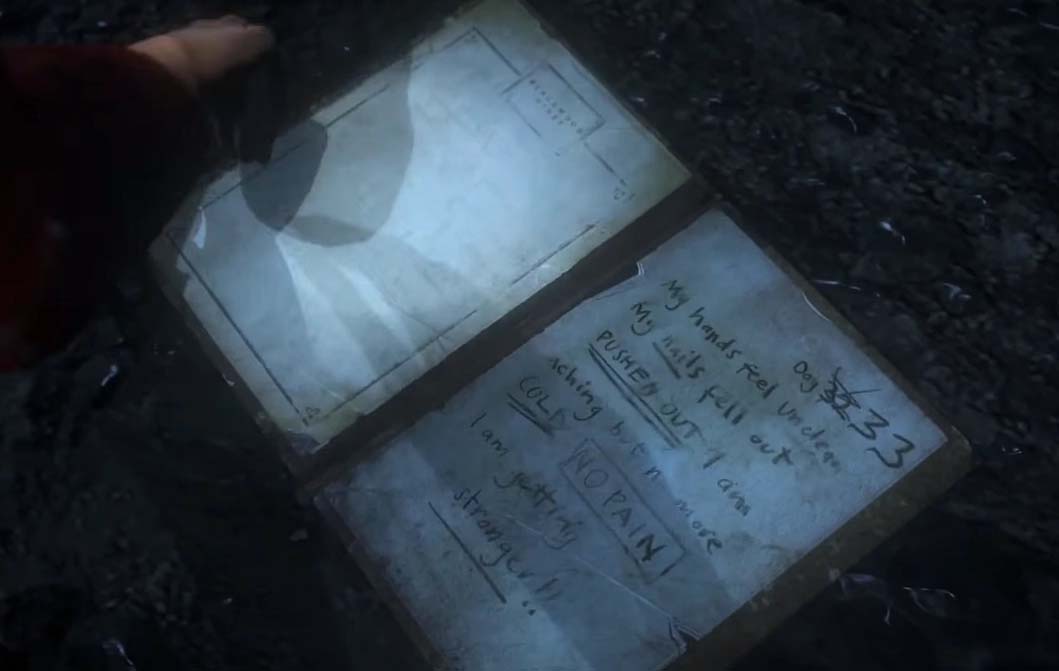 Day 33
My hands feel unclean
My nails fell out
PUSHED OUT I am
aching but n more
COLD NO PAIN
I am getting
stronger!!